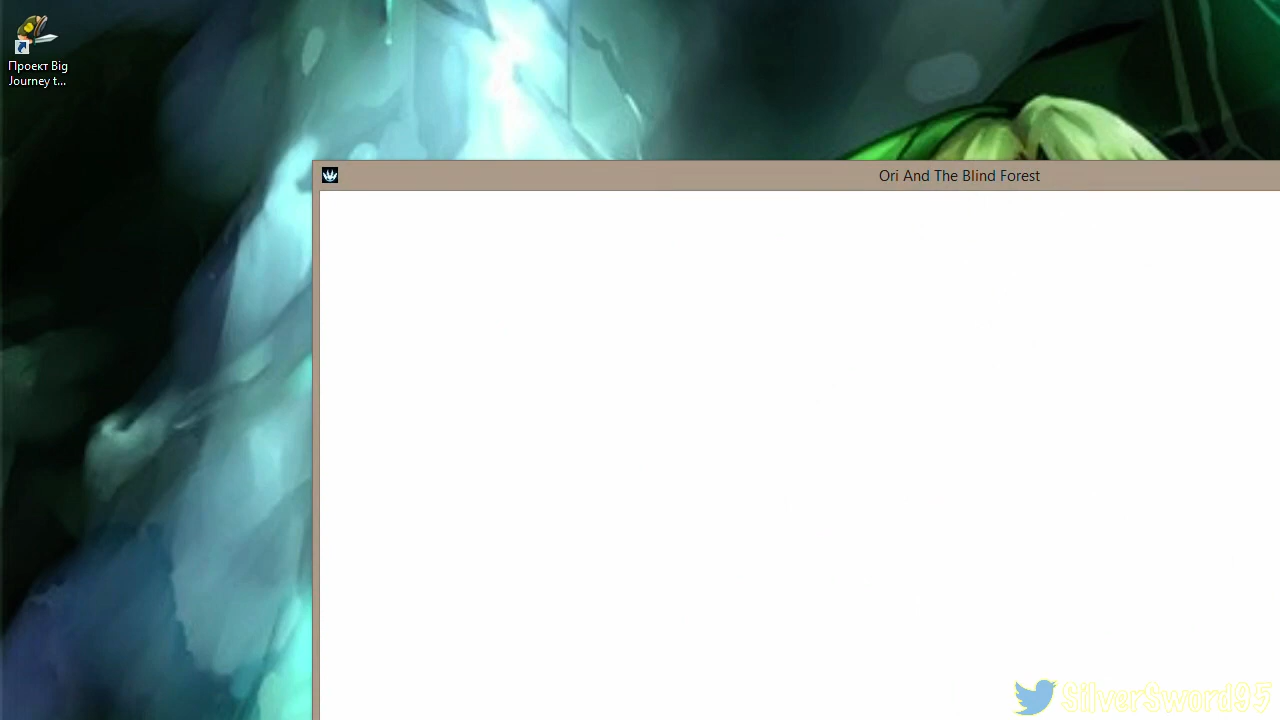 Проект Big
Journey t...
Ori And The Blind Forest
SilverSword95